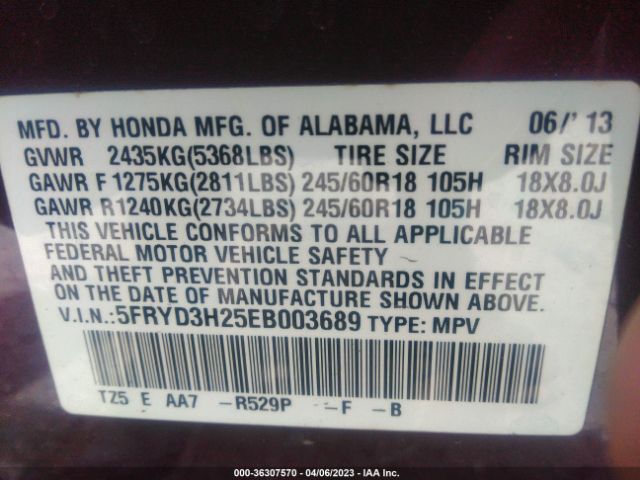 MFD. BY HONDA MFG. OF ALABAMA, LLC 06/'13
GVWR 2435KG(5368LBS) TIRE SIZE RIM SIZE
GAWR F1275KG(2811LBS) 245/60R18 105H 18X8.0J
GAWR R1240KG(2734LBS) 245/60R18 105H 18X8.0J
THIS VEHICLE CONFORMS TO ALL APPLICABLE
FEDERAL MOTOR VEHICLE SAFETY
AND THEFT PREVENTION STANDARDS IN EFFECT
ON THE DATE OF MANUFACTURE SHOWN ABOVE.
V.I.N.:5FRYD3H25EB003689 TYPE: MPV
TZ5 E AA7 –R529P –F –B
000-36307570 - 04/06/2023 - IAA Inc.